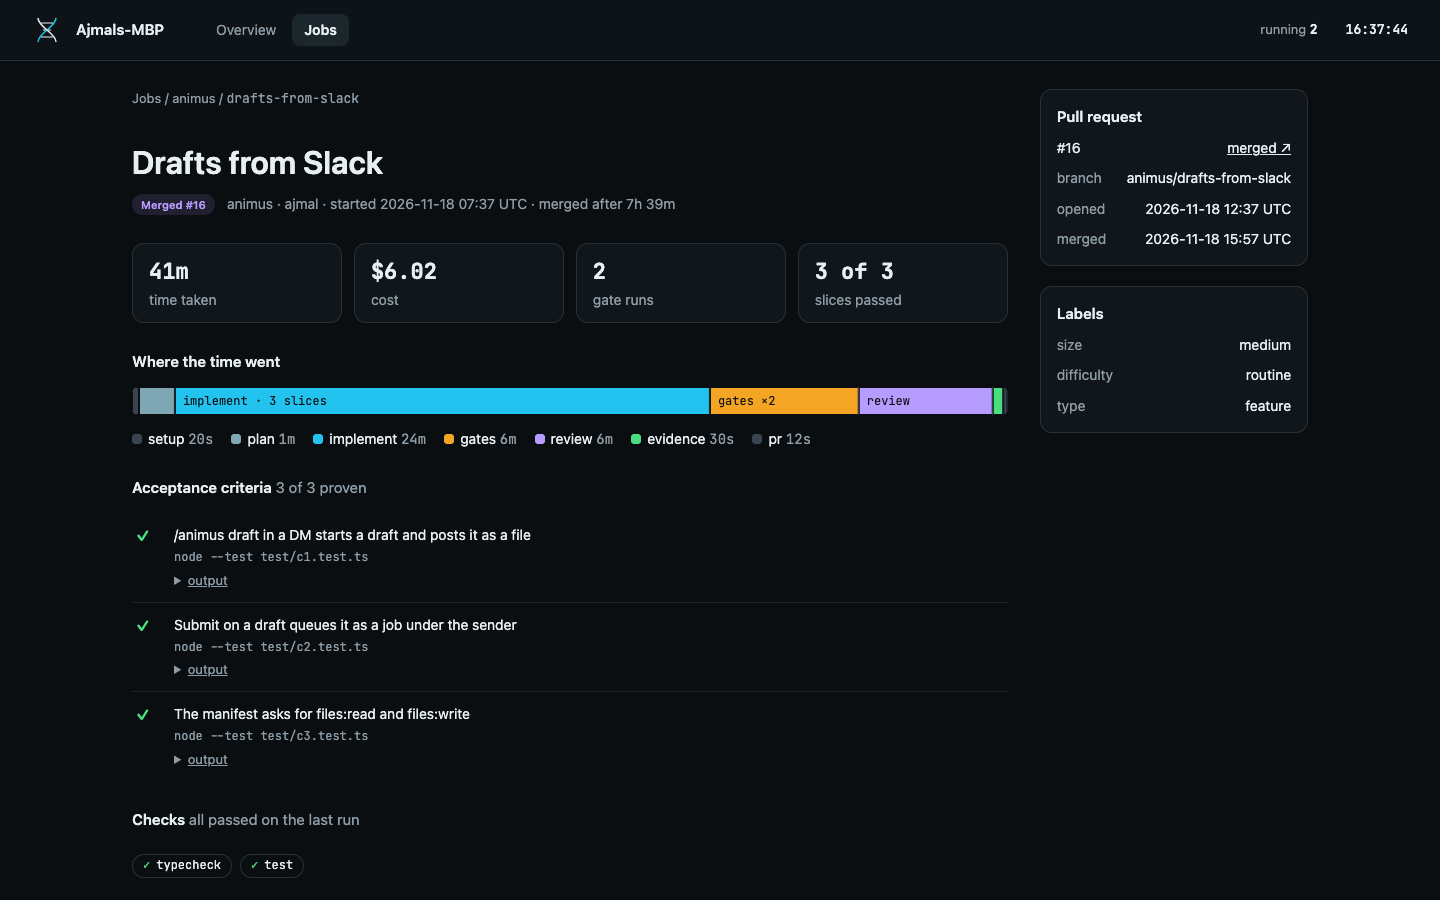 Ajmals-MBP
Overview
Jobs
running 2
16:37:44
Jobs / animus / drafts-from-slack
Drafts from Slack
Merged #16
animus · ajmal · started 2026-11-18 07:37 UTC · merged after 7h 39m
41m
time taken
$6.02
cost
2
gate runs
3 of 3
slices passed
Where the time went
implement · 3 slices
gates ×2
review
setup 20s
plan 1m
implement 24m
gates 6m
review 6m
evidence 30s
pr 12s
Acceptance criteria 3 of 3 proven
✓ /animus draft in a DM starts a draft and posts it as a file
node --test test/c1.test.ts
▶ output
✓ Submit on a draft queues it as a job under the sender
node --test test/c2.test.ts
▶ output
✓ The manifest asks for files:read and files:write
node --test test/c3.test.ts
▶ output
Checks all passed on the last run
✓ typecheck
✓ test
Pull request
#16 merged ↗
branch animus/drafts-from-slack
opened 2026-11-18 12:37 UTC
merged 2026-11-18 15:57 UTC
Labels
size medium
difficulty routine
type feature